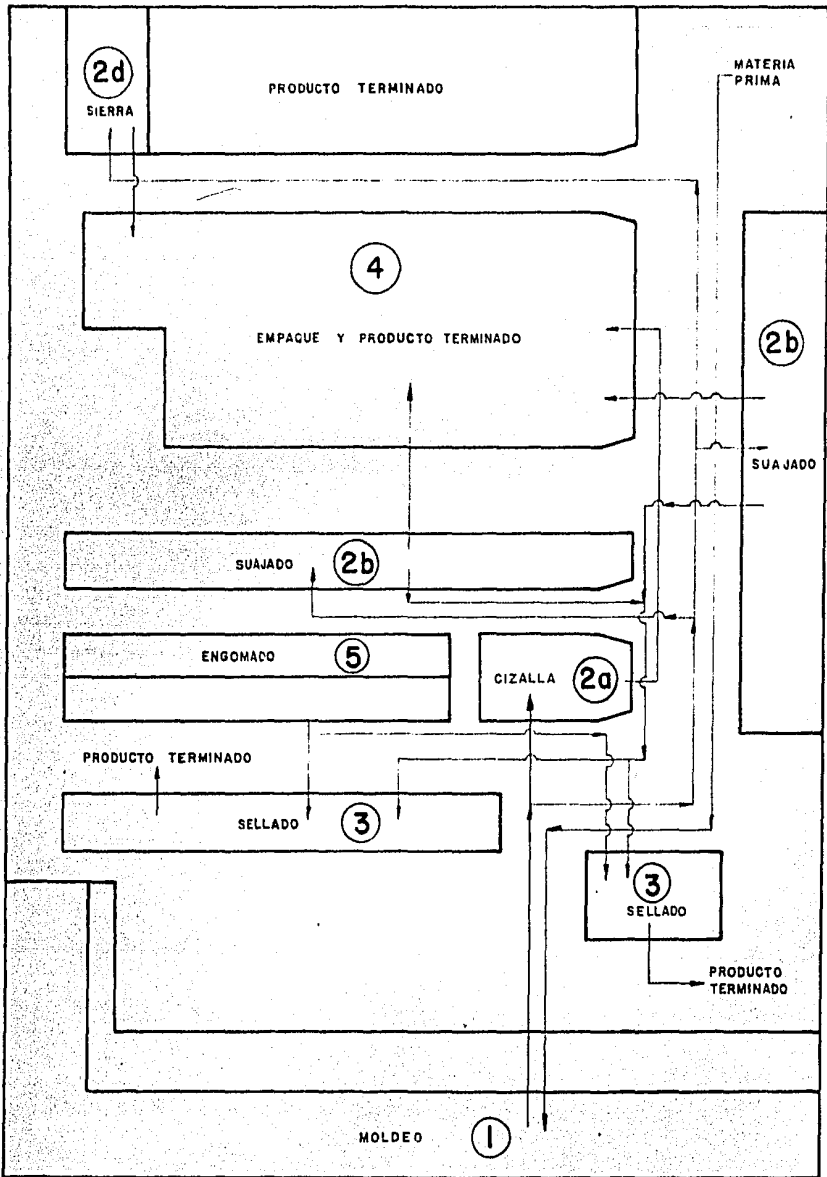 2d
SIERRA
PRODUCTO TERMINADO
MATERIA
PRIMA
4
EMPAQUE Y PRODUCTO TERMINADO
2b
SUAJADO
SUAJADO 2b
ENGOMADO 5
CIZALLA 2a
PRODUCTO TERMINADO
SELLADO 3
3
SELLADO
PRODUCTO
TERMINADO
MOLDEO 1